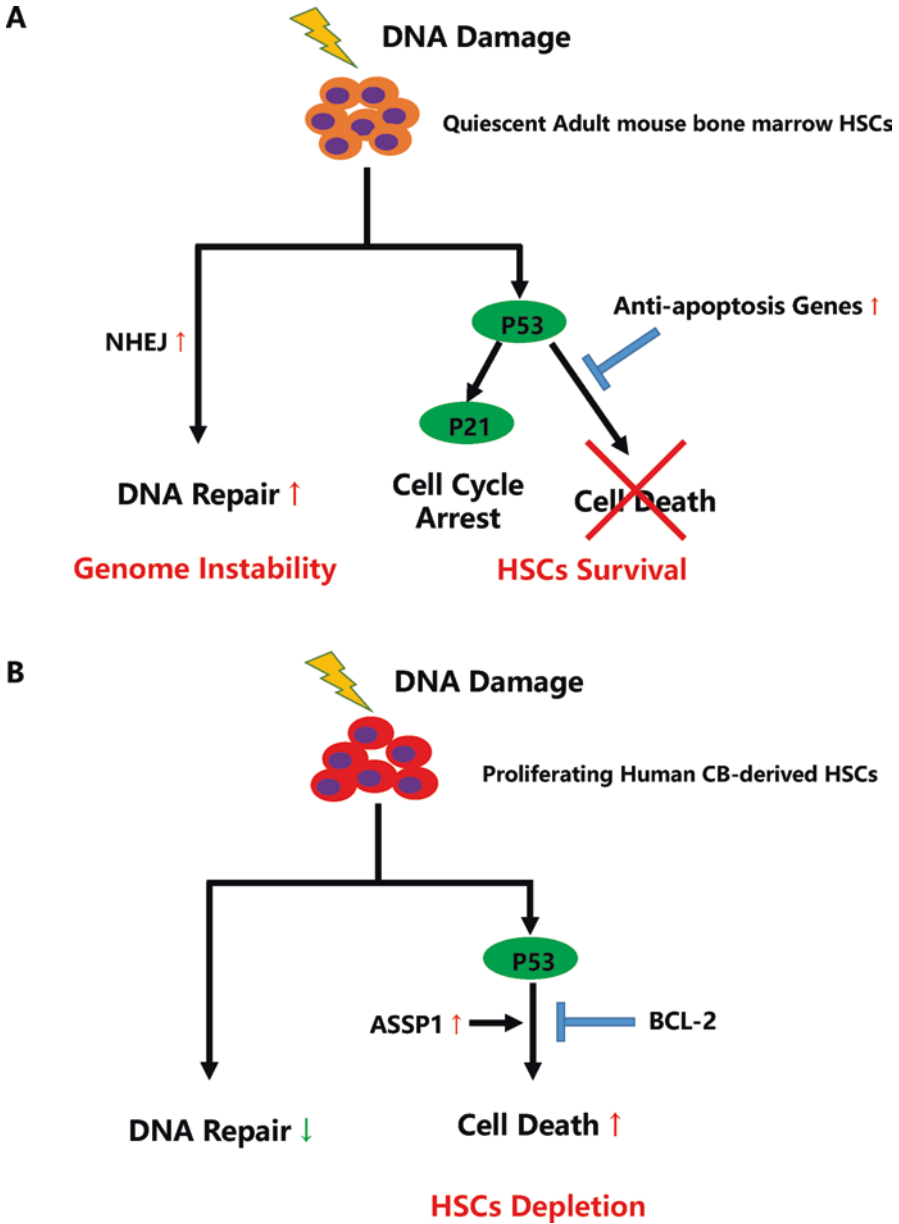 A
DNA Damage
Quiescent Adult mouse bone marrow HSCs
Anti-apoptosis Genes ↑
P53
NHEJ ↑
P21
DNA Repair ↑
Cell Cycle
Arrest
Cell Death
Genome Instability
HSCs Survival
B
DNA Damage
Proliferating Human CB-derived HSCs
P53
ASSP1 ↑
BCL-2
DNA Repair ↓
Cell Death ↑
HSCs Depletion